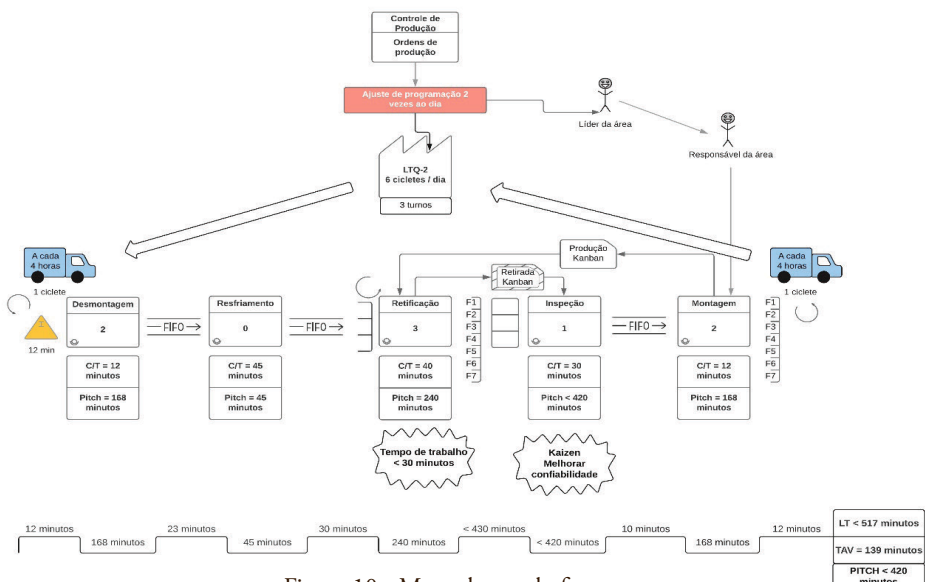 Controle de
Produção
Ordens de
produção
Ajuste de programação 2
vezes ao dia
Líder da área
Responsável da área
LTQ-2
6 cicletes / dia
3 turnos
A cada
4 horas
1 ciclete
Produção
Kanban
Retirada
Kanban
A cada
4 horas
1 ciclete
12 min
Desmontagem
2
C/T = 12
minutos
Pitch = 168
minutos
FIFO
Resfriamento
0
C/T = 45
minutos
Pitch = 45
minutos
FIFO
Retificação
3
C/T = 40
minutos
Pitch = 240
minutos
F1
F2
F3
F4
F5
F6
F7
Inspeção
1
C/T = 30
minutos
Pitch < 420
minutos
FIFO
Montagem
2
C/T = 12
minutos
Pitch = 168
minutos
F1
F2
F3
F4
F5
F6
F7
Tempo de trabalho
< 30 minutos
Kaizen
Melhorar
confiabilidade
12 minutos
168 minutos
23 minutos
45 minutos
30 minutos
240 minutos
< 430 minutos
< 420 minutos
10 minutos
168 minutos
12 minutos
LT < 517 minutos
TAV = 139 minutos
PITCH < 420
minutos